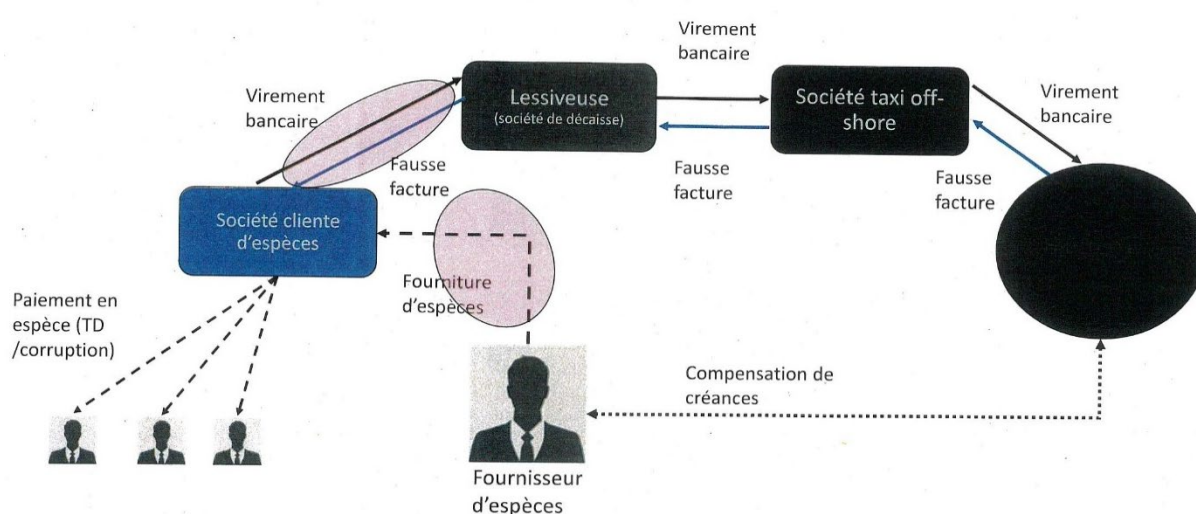 Virement
bancaire
Lessiveuse
(société de décaisse)
Virement
bancaire
Société taxi off-
shore
Virement
bancaire
Fausse
facture
Fausse
facture
Fausse
facture
Société cliente
d'espèces
Fourniture
d'espèces
Paiement en
espèce (TD
/corruption)
Compensation de
créances
Fournisseur
d'espèces